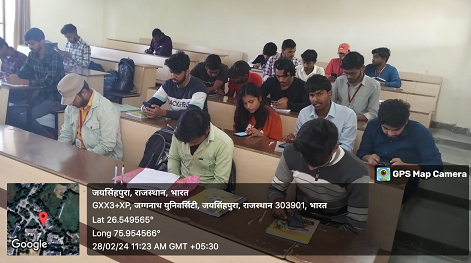 GPS Map Camera
जयसिंहपुरा, राजस्थान, भारत
GXX3+XP, जगन्नाथ युनिवर्सिटी, जयसिंहपुरा, राजस्थान 303901, भारत
Lat 26.549565°
Long 75.954566°
28/02/24 11:23 AM GMT +05:30
Google